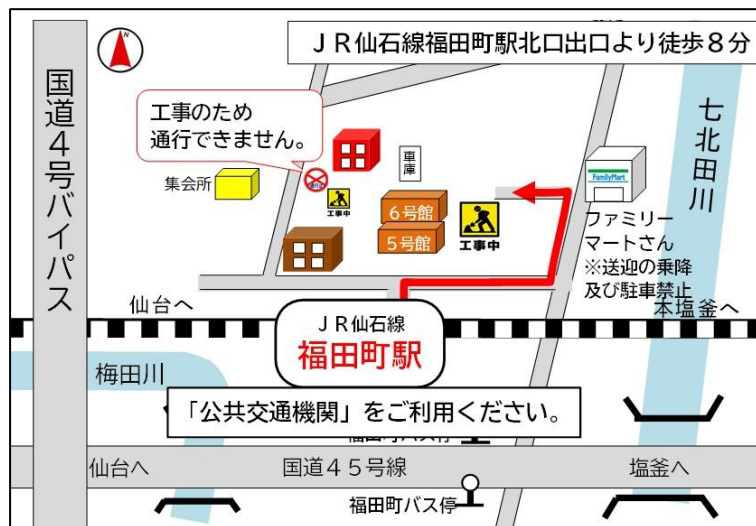 JR仙石線福田町駅北口出口より徒歩8分
N
国道4号バイパス
工事のため
通行できません。
集会所
車庫
工事中
6号館
5号館
工事中
FamilyMart
ファミリー
マートさん
※送迎の乗降
及び駐車禁止
七北田川
仙台へ
本塩釜へ
JR仙石線
福田町駅
梅田川
「公共交通機関」をご利用ください。
福田町バス停
仙台へ
国道45号線
塩釜へ
福田町バス停